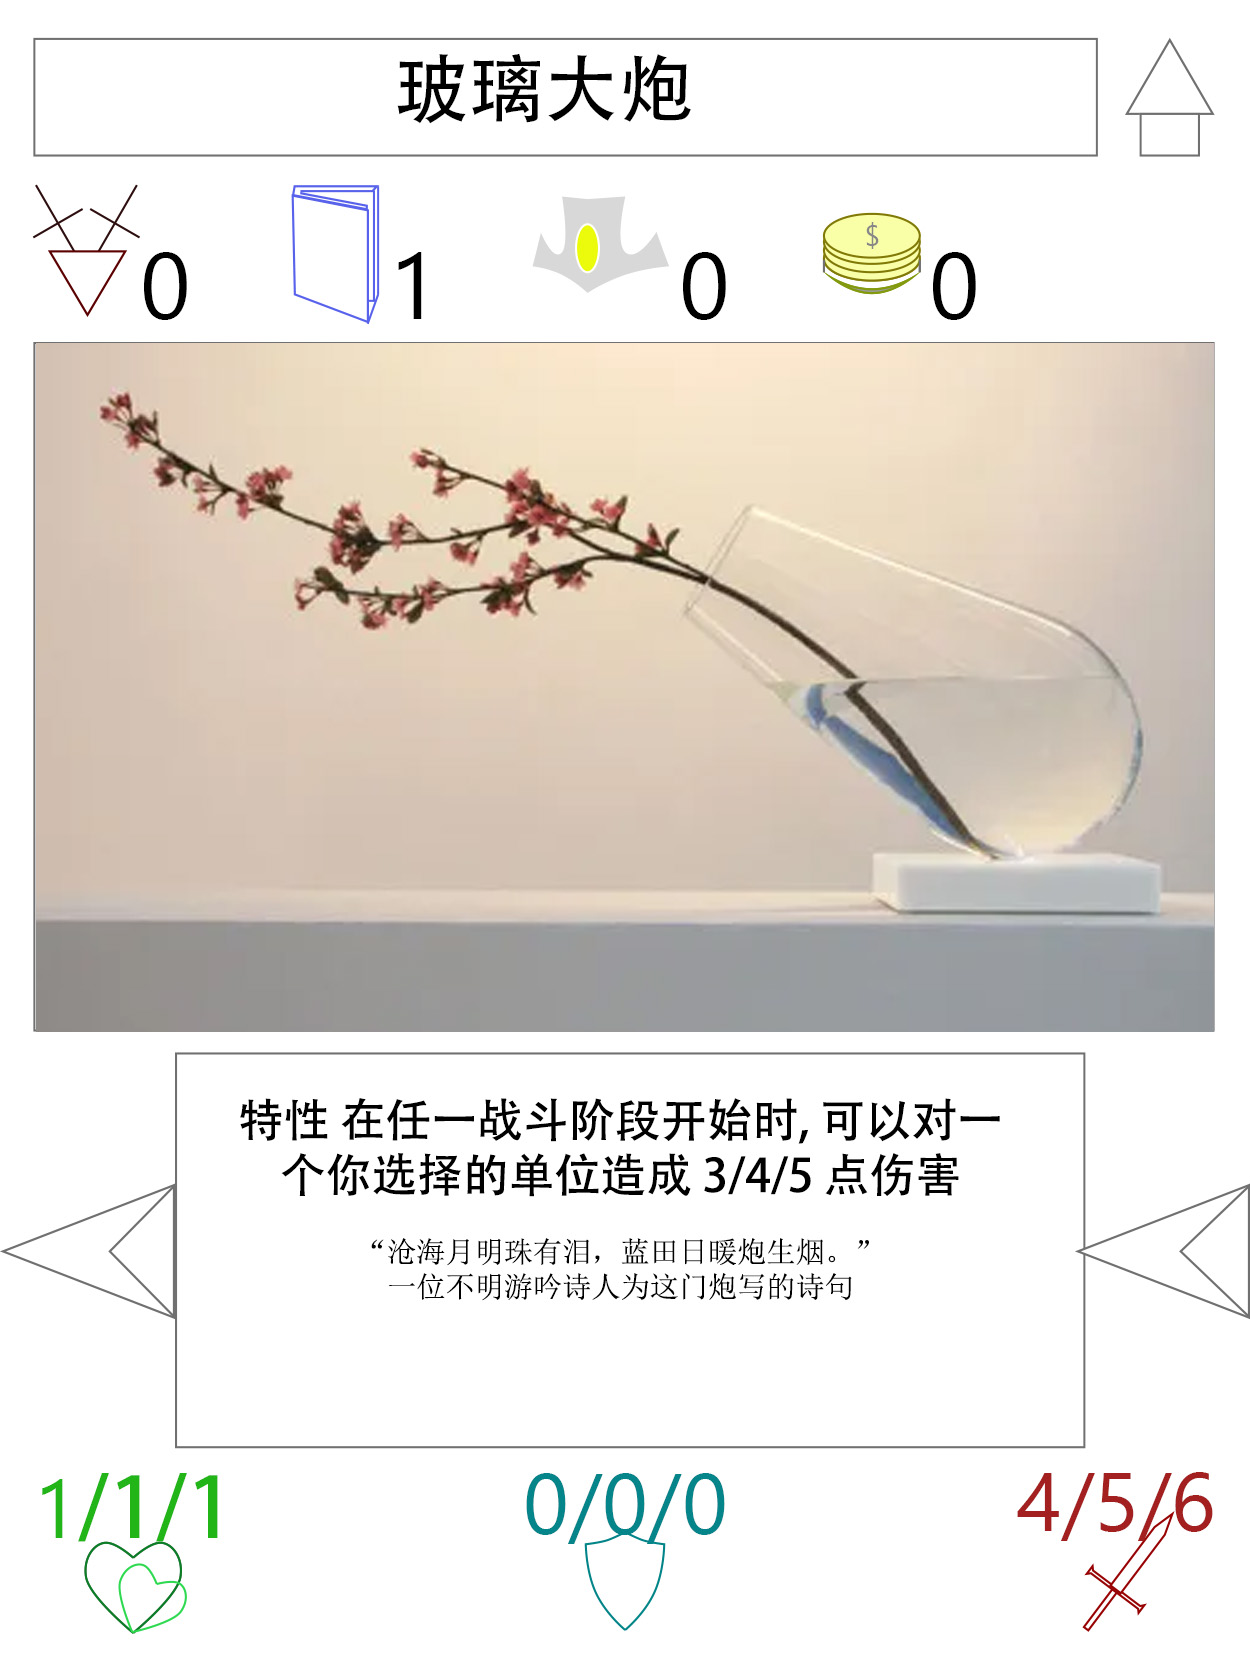 玻璃大炮
0 1 0 $ 0
特性 在任一战斗阶段开始时, 可以对一
个你选择的单位造成 3/4/5 点伤害
“沧海月明珠有泪，蓝田日暖炮生烟。”
一位不明游吟诗人为这门炮写的诗句
1/1/1 0/0/0 4/5/6